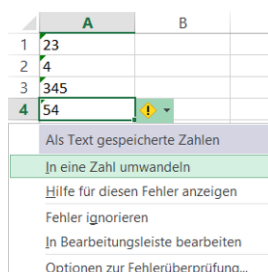 A B
1 23
2 4
3 345
4 54
Als Text gespeicherte Zahlen
In eine Zahl umwandeln
Hilfe für diesen Fehler anzeigen
Fehler ignorieren
In Bearbeitungsleiste bearbeiten
Optionen zur Fehlerüberprüfung...